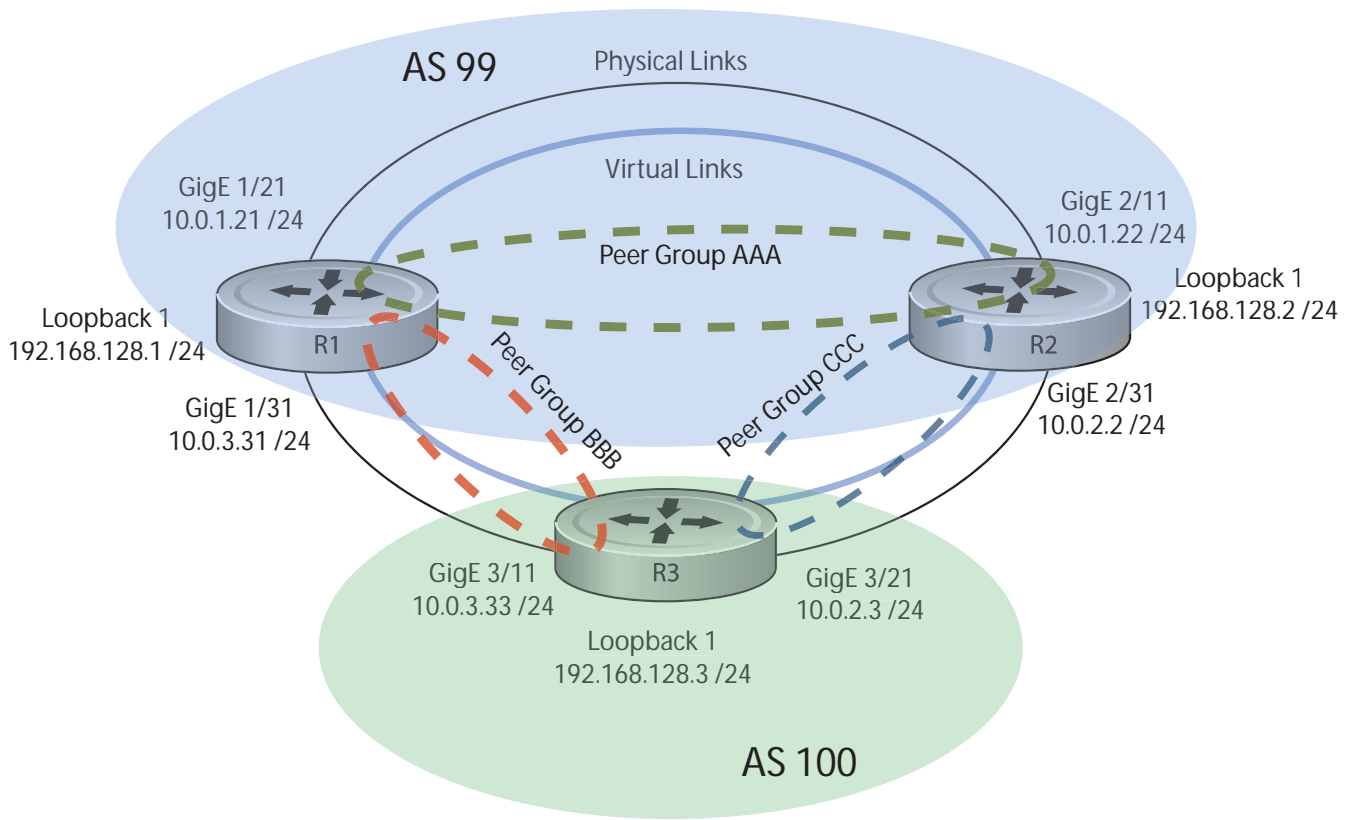 AS 99
Physical Links
Virtual Links
GigE 1/21
10.0.1.21 /24
GigE 2/11
10.0.1.22 /24
Peer Group AAA
Loopback 1
192.168.128.1 /24
R1
R2
Loopback 1
192.168.128.2 /24
GigE 1/31
10.0.3.31 /24
Peer Group BBB
Peer Group CCC
GigE 2/31
10.0.2.2 /24
GigE 3/11
10.0.3.33 /24
R3
GigE 3/21
10.0.2.3 /24
Loopback 1
192.168.128.3 /24
AS 100